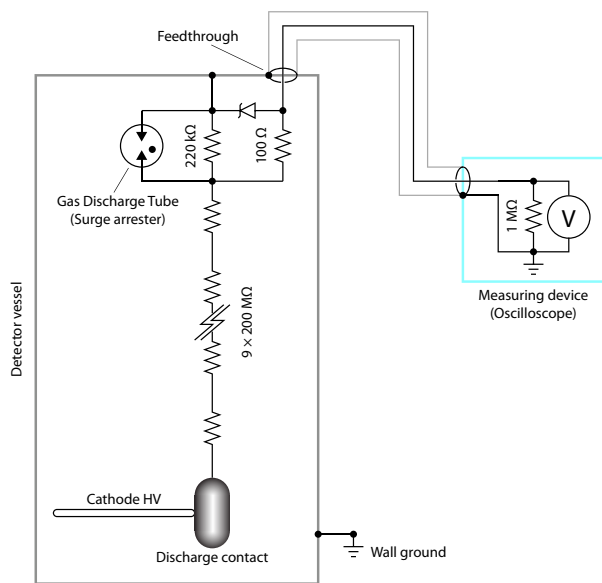 Feedthrough
220 kΩ
100 Ω
Gas Discharge Tube
(Surge arrester)
1 MΩ
V
Measuring device
(Oscilloscope)
Detector vessel
9 × 200 MΩ
Cathode HV
Discharge contact
Wall ground